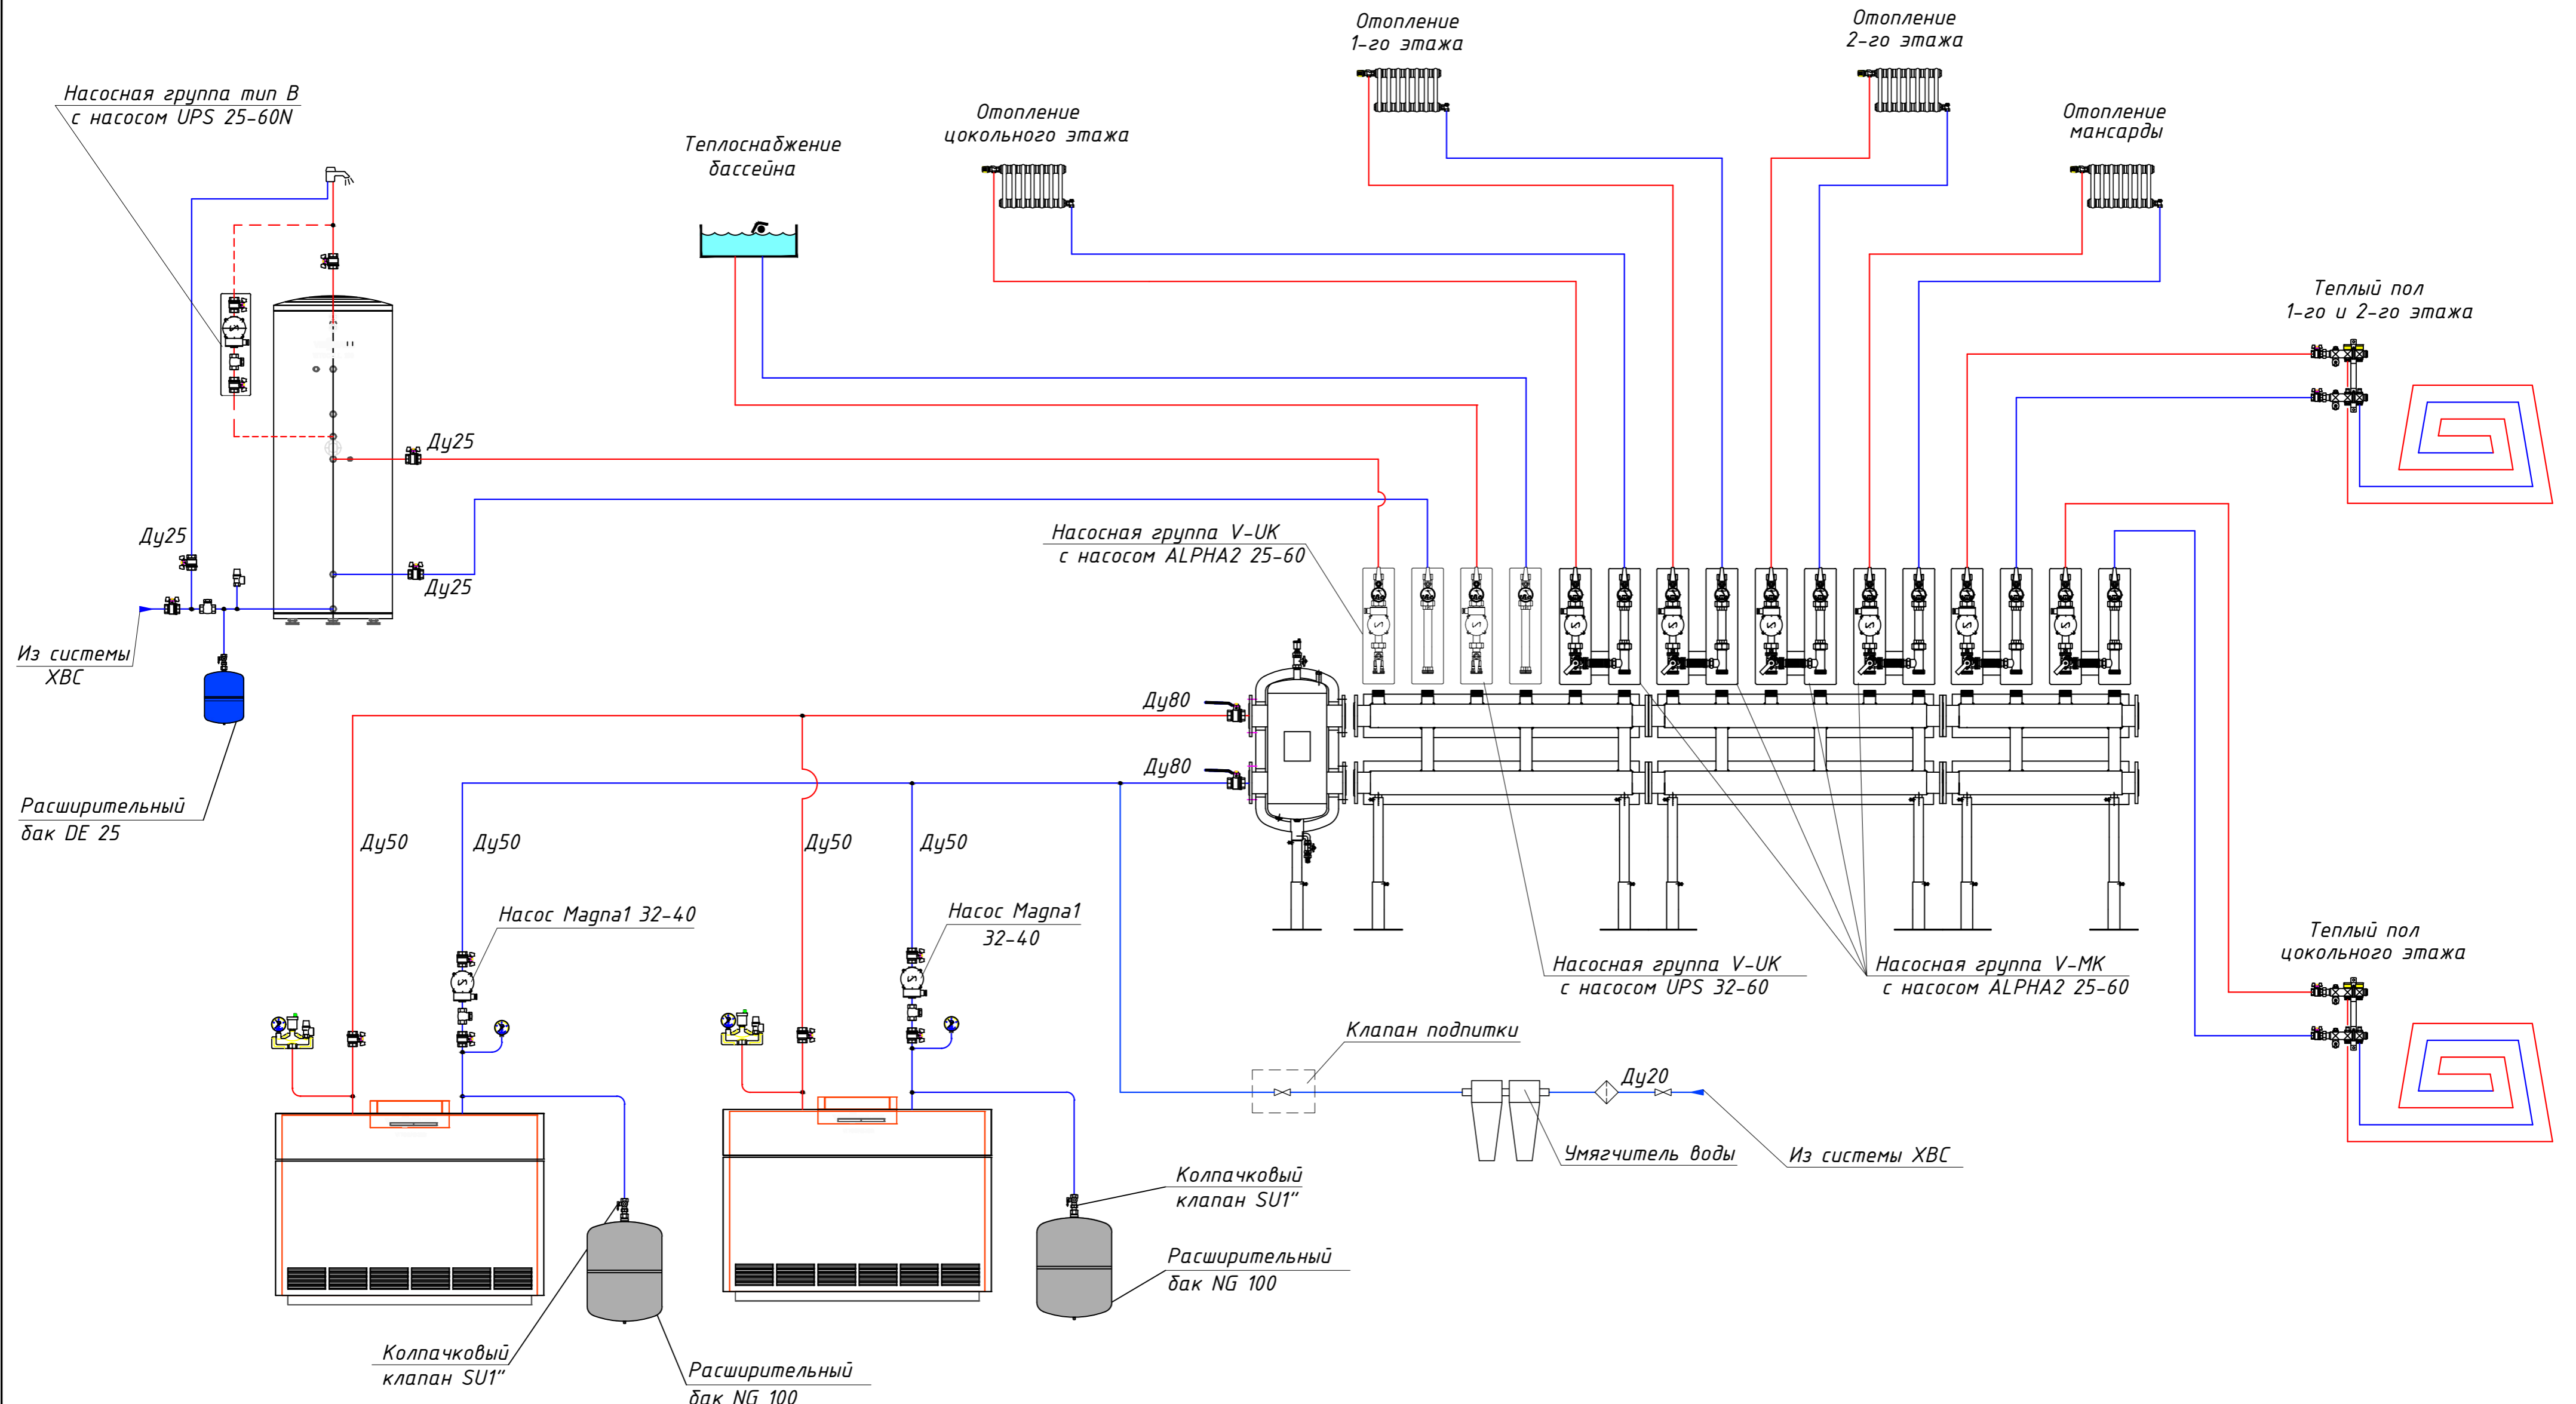 Насосная группа тип В
с насосом UPS 25-60N
Теплоснабжение
бассейна
Отопление
цокольного этажа
Отопление
1-го этажа
Отопление
2-го этажа
Отопление
мансарды
Теплый пол
1-го и 2-го этажа
Ду25
Ду25
Ду25
Насосная группа V-UK
с насосом ALPHA2 25-60
Из системы
ХВС
Расширительный
бак DE 25
Ду80
Ду80
Ду50
Ду50
Ду50
Ду50
Насос Magna1 32-40
Насос Magna1
32-40
Насосная группа V-UK
с насосом UPS 32-60
Насосная группа V-MK
с насосом ALPHA2 25-60
Теплый пол
цокольного этажа
Клапан подпитки
Ду20
Умягчитель воды
Из системы ХВС
Колпачковый
клапан SU1"
Расширительный
бак NG 100
Колпачковый
клапан SU1"
Расширительный
бак NG 100